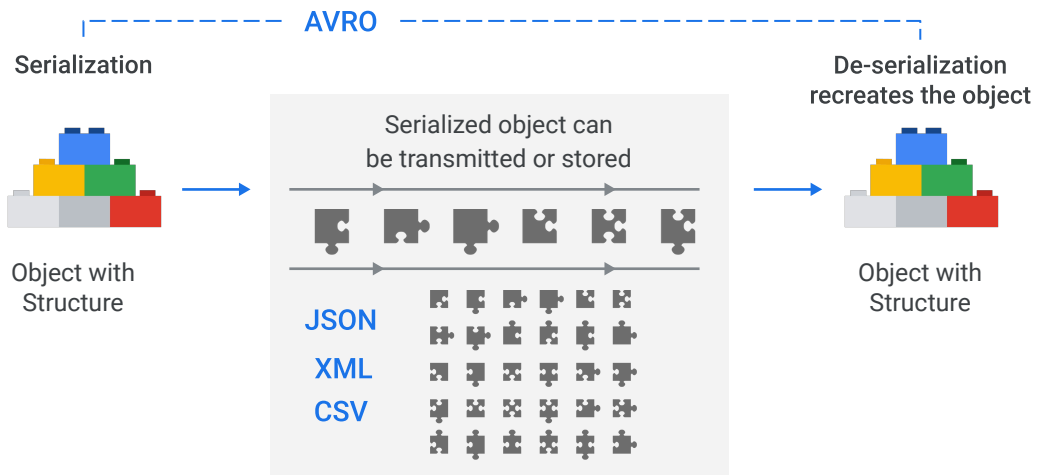 AVRO
Serialization
De-serialization
recreates the object
Serialized object can
be transmitted or stored
Object with
Structure
Object with
Structure
JSON
XML
CSV